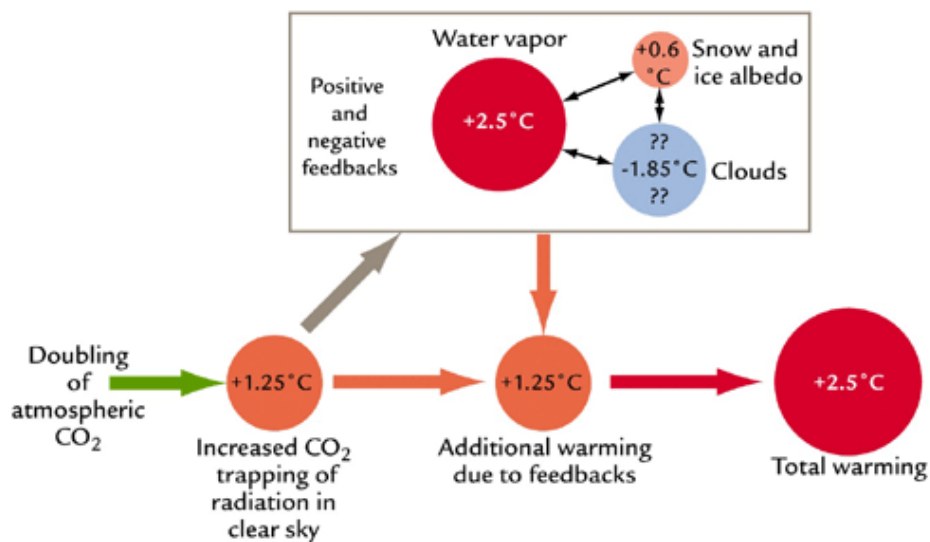 Water vapor
+0.6
°C
Snow and
ice albedo
Positive
and
negative
feedbacks
+2.5°C
??
-1.85°C
??
Clouds
Doubling
of
atmospheric
CO₂
+1.25°C
+1.25°C
+2.5°C
Increased CO₂
trapping of
radiation in
clear sky
Additional warming
due to feedbacks
Total warming